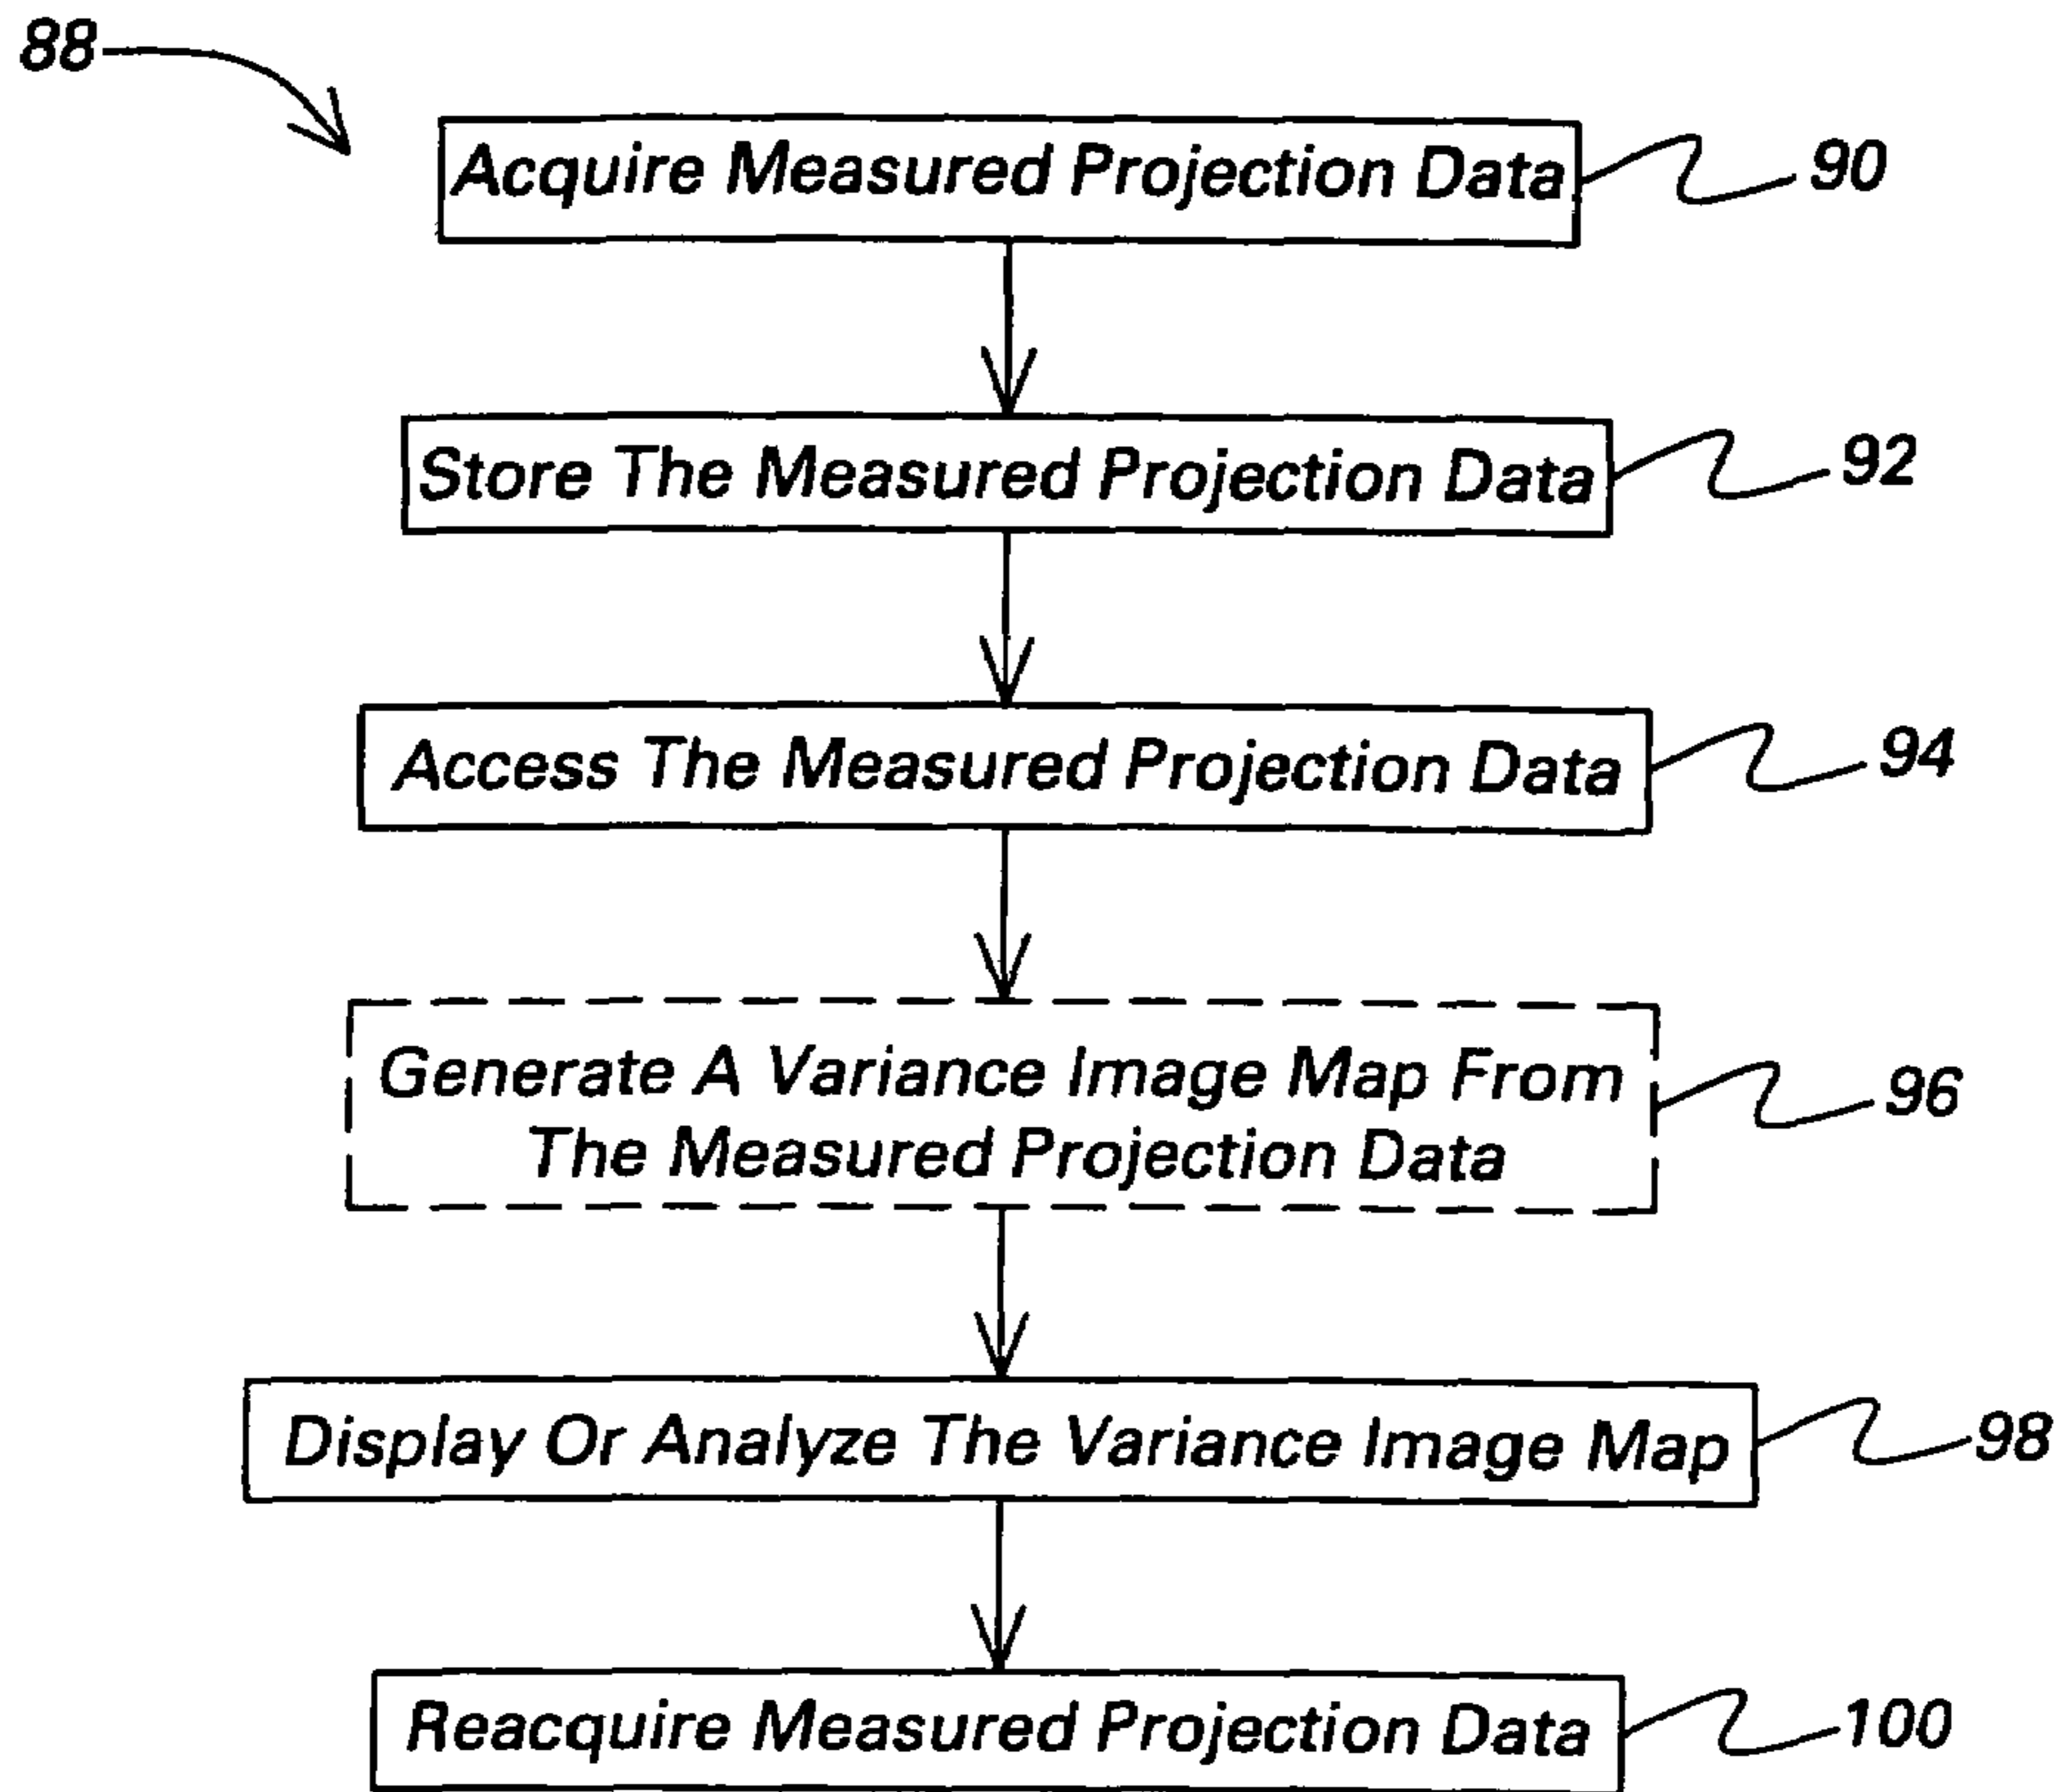 88
Acquire Measured Projection Data
90
Store The Measured Projection Data
92
Access The Measured Projection Data
94
Generate A Variance Image Map From
The Measured Projection Data
96
Display Or Analyze The Variance Image Map
98
Reacquire Measured Projection Data
100